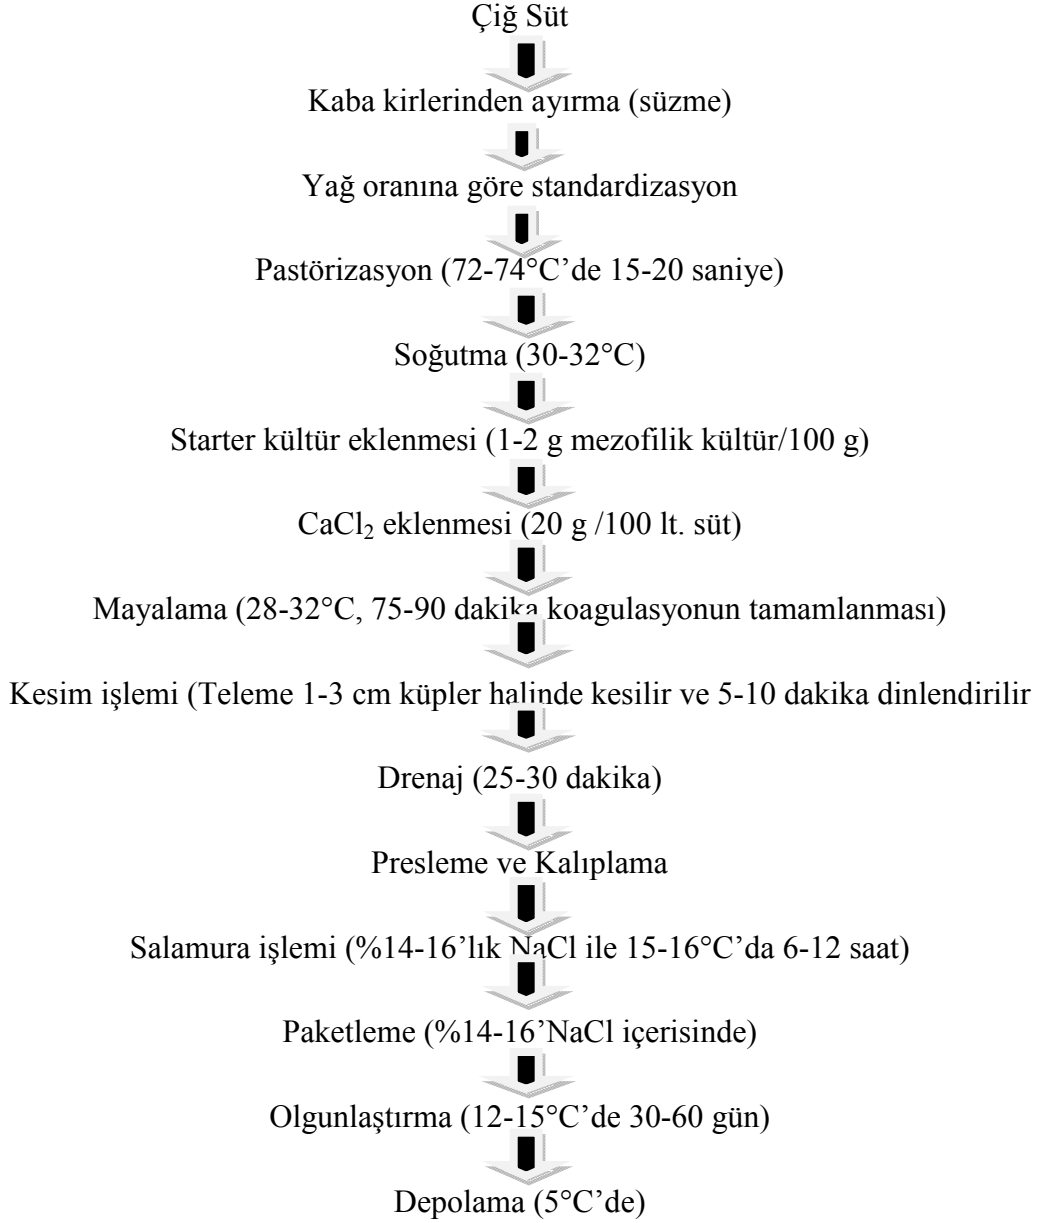 Çiğ Süt
Kaba kirlerinden ayırma (süzme)
Yağ oranına göre standardizasyon
Pastörizasyon (72-74°C’de 15-20 saniye)
Soğutma (30-32°C)
Starter kültür eklenmesi (1-2 g mezofilik kültür/100 g)
CaCl₂ eklenmesi (20 g /100 lt. süt)
Mayalama (28-32°C, 75-90 dakika koagulasyonun tamamlanması)
Kesim işlemi (Teleme 1-3 cm küpler halinde kesilir ve 5-10 dakika dinlendirilir
Drenaj (25-30 dakika)
Presleme ve Kalıplama
Salamura işlemi (%14-16’lık NaCl ile 15-16°C’da 6-12 saat)
Paketleme (%14-16’NaCl içerisinde)
Olgunlaştırma (12-15°C’de 30-60 gün)
Depolama (5°C’de)